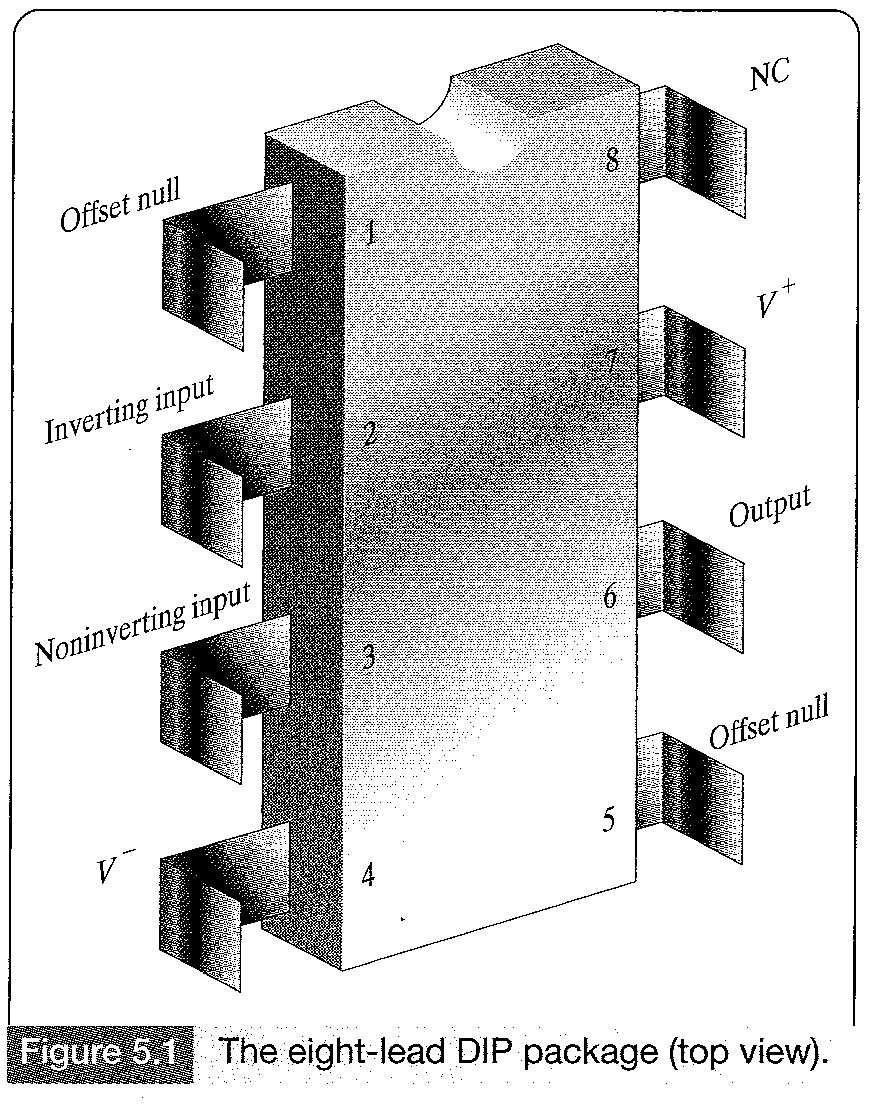 NC
8
Offset null
1
V+
7
Inverting input
2
Output
6
Noninverting input
3
Offset null
5
V−
4
Figure 5.1 The eight-lead DIP package (top view).